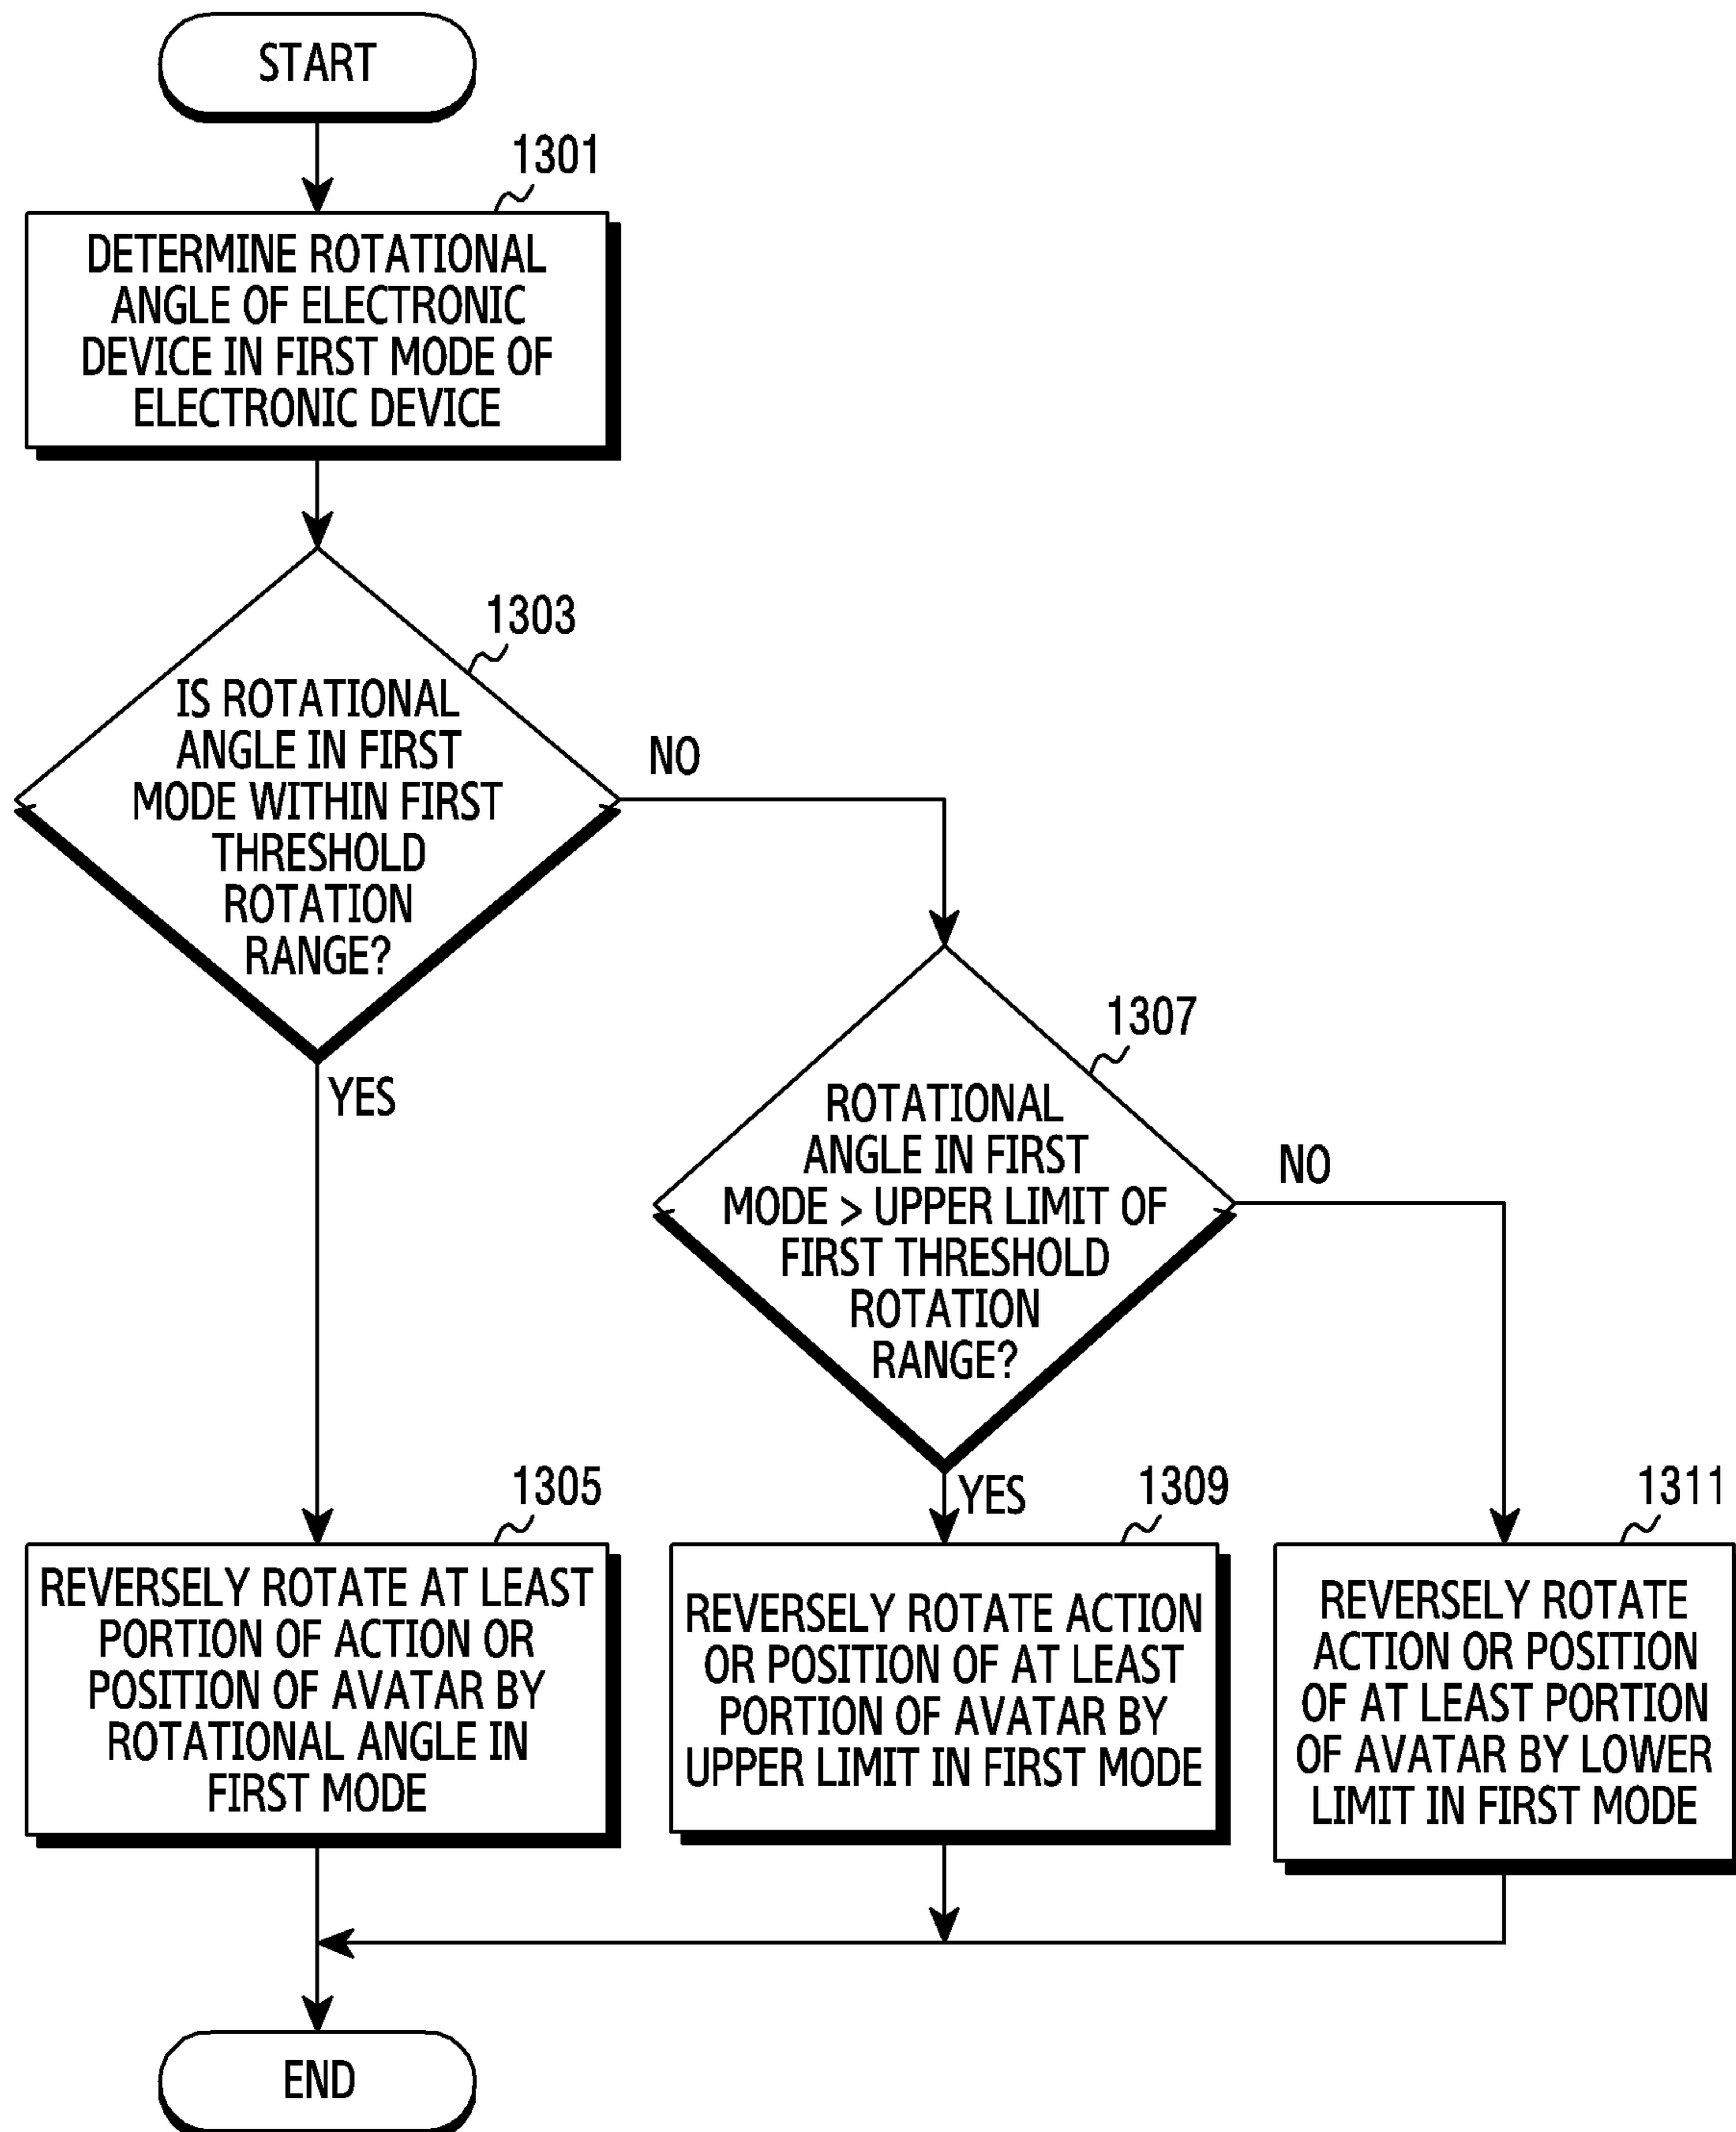 START
1301
DETERMINE ROTATIONAL
ANGLE OF ELECTRONIC
DEVICE IN FIRST MODE OF
ELECTRONIC DEVICE
1303
IS ROTATIONAL
ANGLE IN FIRST
MODE WITHIN FIRST
THRESHOLD
ROTATION
RANGE?
NO
YES
1307
ROTATIONAL
ANGLE IN FIRST
MODE > UPPER LIMIT OF
FIRST THRESHOLD
ROTATION
RANGE?
NO
YES
1305
REVERSELY ROTATE AT LEAST
PORTION OF ACTION OR
POSITION OF AVATAR BY
ROTATIONAL ANGLE IN
FIRST MODE
1309
REVERSELY ROTATE ACTION
OR POSITION OF AT LEAST
PORTION OF AVATAR BY
UPPER LIMIT IN FIRST MODE
1311
REVERSELY ROTATE
ACTION OR POSITION
OF AT LEAST PORTION
OF AVATAR BY LOWER
LIMIT IN FIRST MODE
END